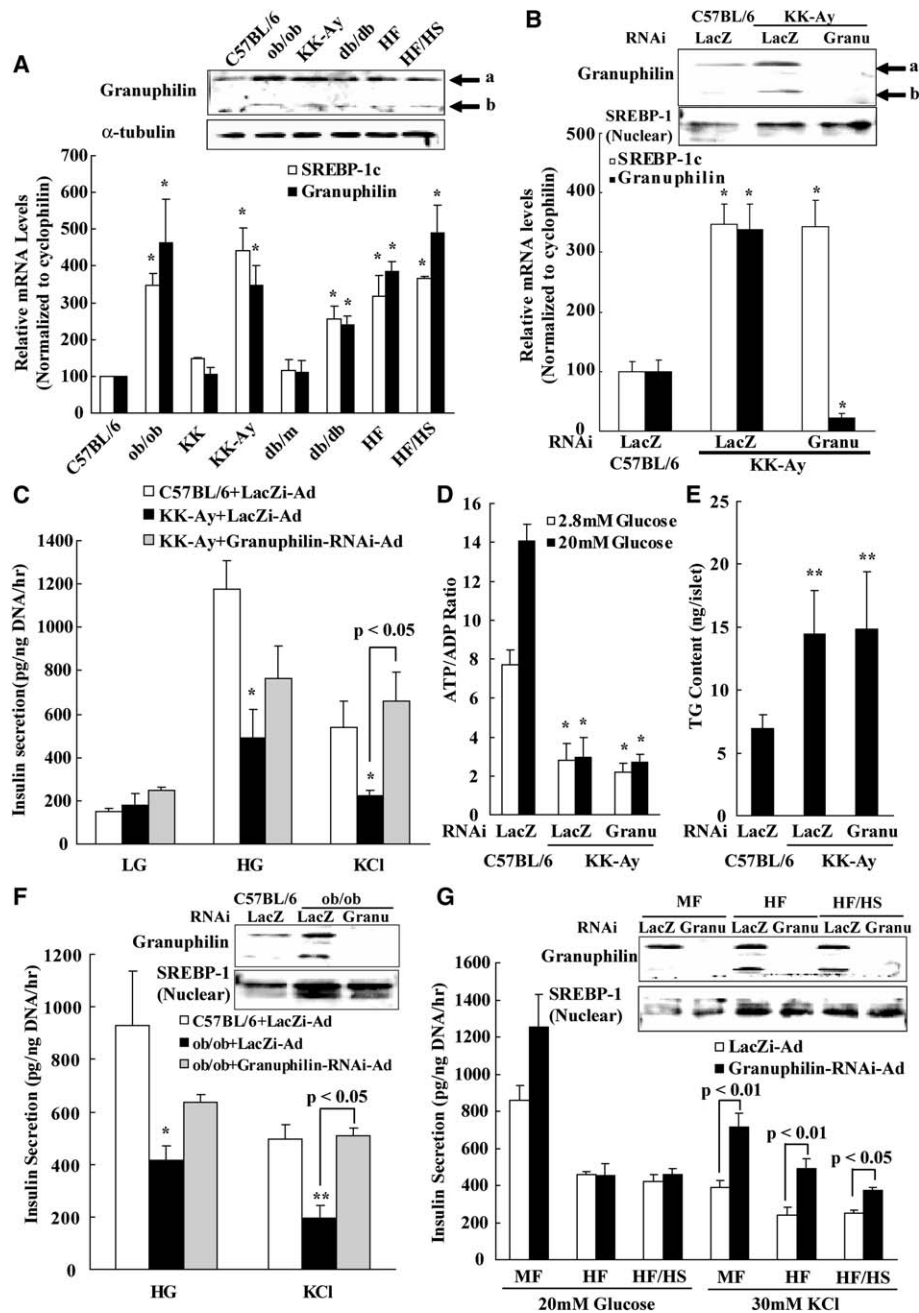 A
C57BL/6
ob/ob
KK-Ay
db/db
HF
HF/HS
Granuphilin
a
b
α-tubulin
700
600
500
400
300
200
100
0
Relative mRNA Levels
(Normalized to cyclophilin)
SREBP-1c
Granuphilin
* * * * * * * * * *
C57BL/6
ob/ob
KK
KK-Ay
db/m
db/db
HF
HF/HS
B
C57BL/6 KK-Ay
RNAi LacZ LacZ Granu
Granuphilin
a
b
SREBP-1
(Nuclear)
500
400
300
200
100
0
Relative mRNA levels
(Normalized to cyclophilin)
SREBP-1c
Granuphilin
* * * *
RNAi LacZ LacZ Granu
C57BL/6 KK-Ay
C
C57BL/6+LacZi-Ad
KK-Ay+LacZi-Ad
KK-Ay+Granuphilin-RNAi-Ad
1400
1200
1000
800
600
400
200
0
Insulin secretion(pg/ng DNA/hr)
p < 0.05
* *
LG HG KCl
D
16
14
12
10
8
6
4
2
0
ATP/ADP Ratio
2.8mM Glucose
20mM Glucose
* * * *
RNAi LacZ LacZ Granu
C57BL/6 KK-Ay
E
25
20
15
10
5
0
TG Content (ng/islet)
** **
RNAi LacZ LacZ Granu
C57BL/6 KK-Ay
F
C57BL/6 ob/ob
RNAi LacZ LacZ Granu
Granuphilin
SREBP-1
(Nuclear)
1200
1000
800
600
400
200
0
Insulin Secretion (pg/ng DNA/hr)
C57BL/6+LacZi-Ad
ob/ob+LacZi-Ad
ob/ob+Granuphilin-RNAi-Ad
p < 0.05
* **
HG KCl
G
MF HF HF/HS
RNAi LacZ Granu LacZ Granu LacZ Granu
Granuphilin
SREBP-1
(Nuclear)
1600
1400
1200
1000
800
600
400
200
0
Insulin Secretion (pg/ng DNA/hr)
LacZi-Ad
Granuphilin-RNAi-Ad
p < 0.01
p < 0.01
p < 0.05
MF HF HF/HS MF HF HF/HS
20mM Glucose 30mM KCl